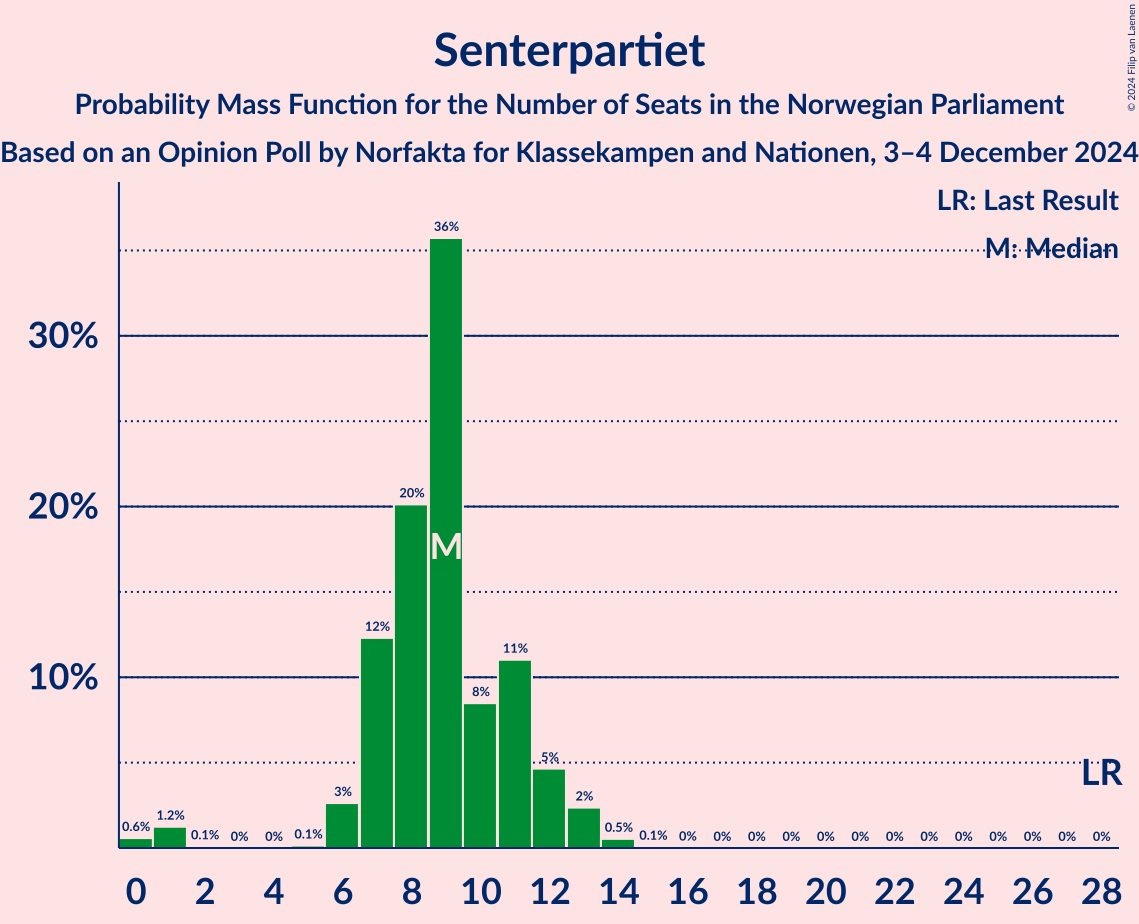 Senterpartiet
Probability Mass Function for the Number of Seats in the Norwegian Parliament
Based on an Opinion Poll by Norfakta for Klassekampen and Nationen, 3–4 December 2024
© 2024 Filip van Laenen
LR: Last Result
M: Median
30%
20%
10%
0.6% 1.2% 0.1% 0% 0% 0.1% 3% 12% 20% 36% 8% 11% 5% 2% 0.5% 0.1% 0% 0% 0% 0% 0% 0% 0% 0% 0% 0% 0% 0% 0%
M
LR
0 2 4 6 8 10 12 14 16 18 20 22 24 26 28